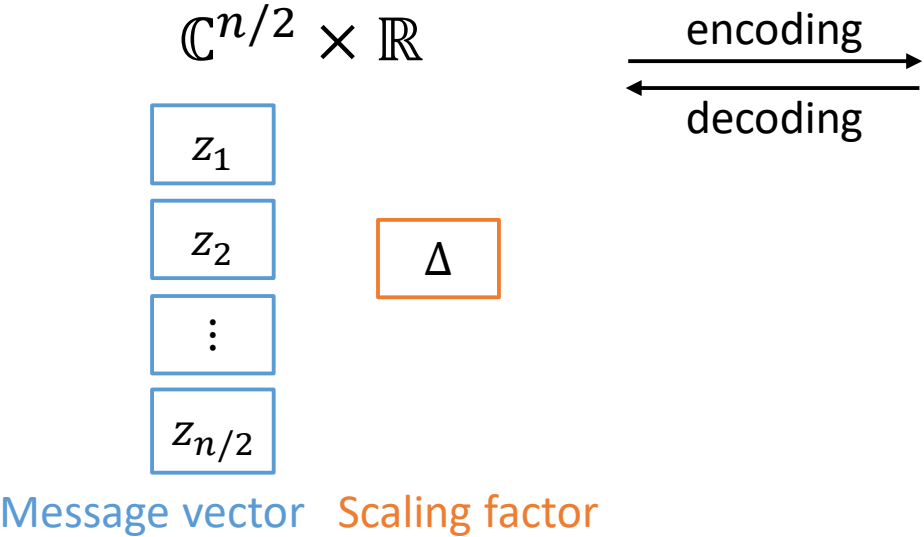 ℂ^{n/2} × ℝ
encoding
decoding
z_1
z_2
Δ
⋮
z_{n/2}
Message vector
Scaling factor